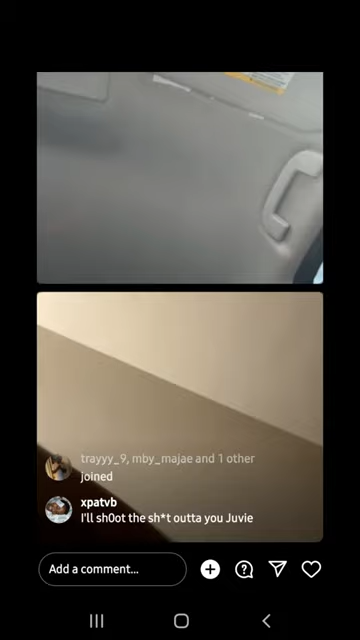 trayyy_9, mby_majae and 1 other
joined
xpatvb
I'll sh0ot the sh*t outta you Juvie
Add a comment...